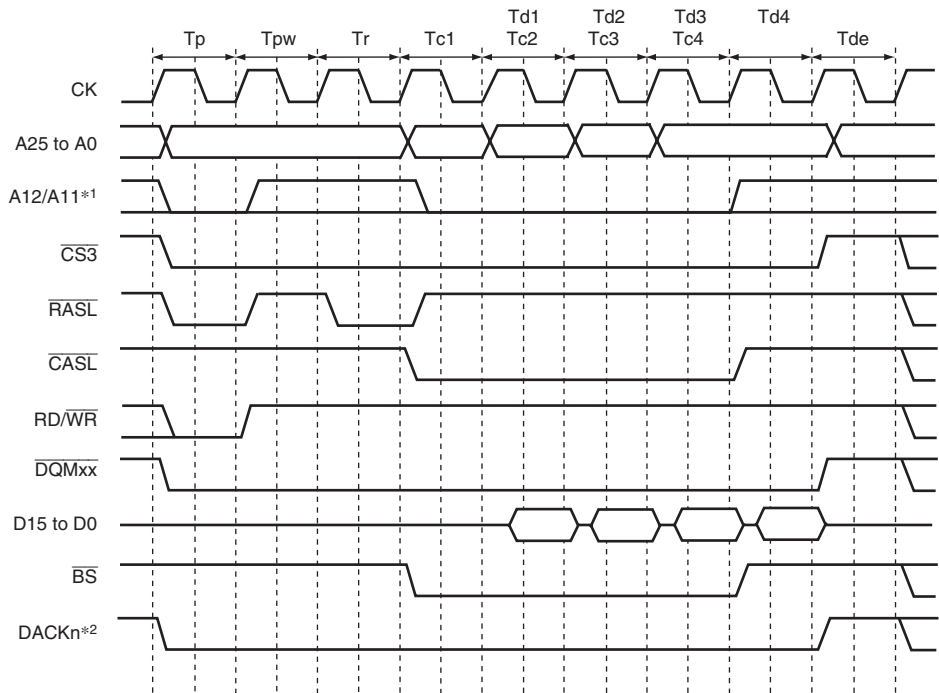 Td1 Td2 Td3 Td4
Tp Tpw Tr Tc1 Tc2 Tc3 Tc4 Tde
CK
A25 to A0
A12/A11*1
CS3
RASL
CASL
RD/WR
DQMxx
D15 to D0
BS
DACKn*2